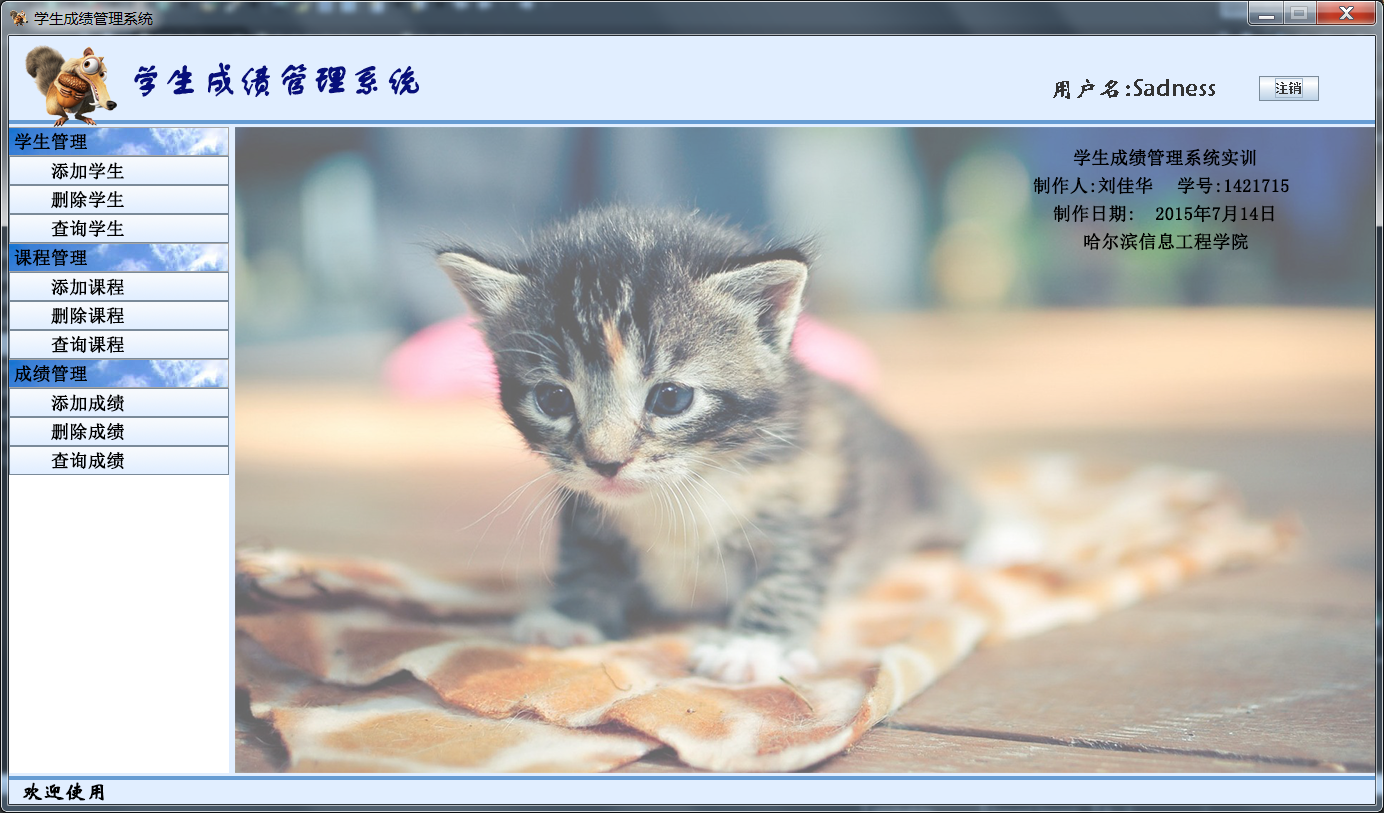 学生成绩管理系统
学生成绩管理系统
用户名:Sadness
注销
学生管理
添加学生
删除学生
查询学生
课程管理
添加课程
删除课程
查询课程
成绩管理
添加成绩
删除成绩
查询成绩
学生成绩管理系统实训
制作人:刘佳华 学号:1421715
制作日期: 2015年7月14日
哈尔滨信息工程学院
欢迎使用